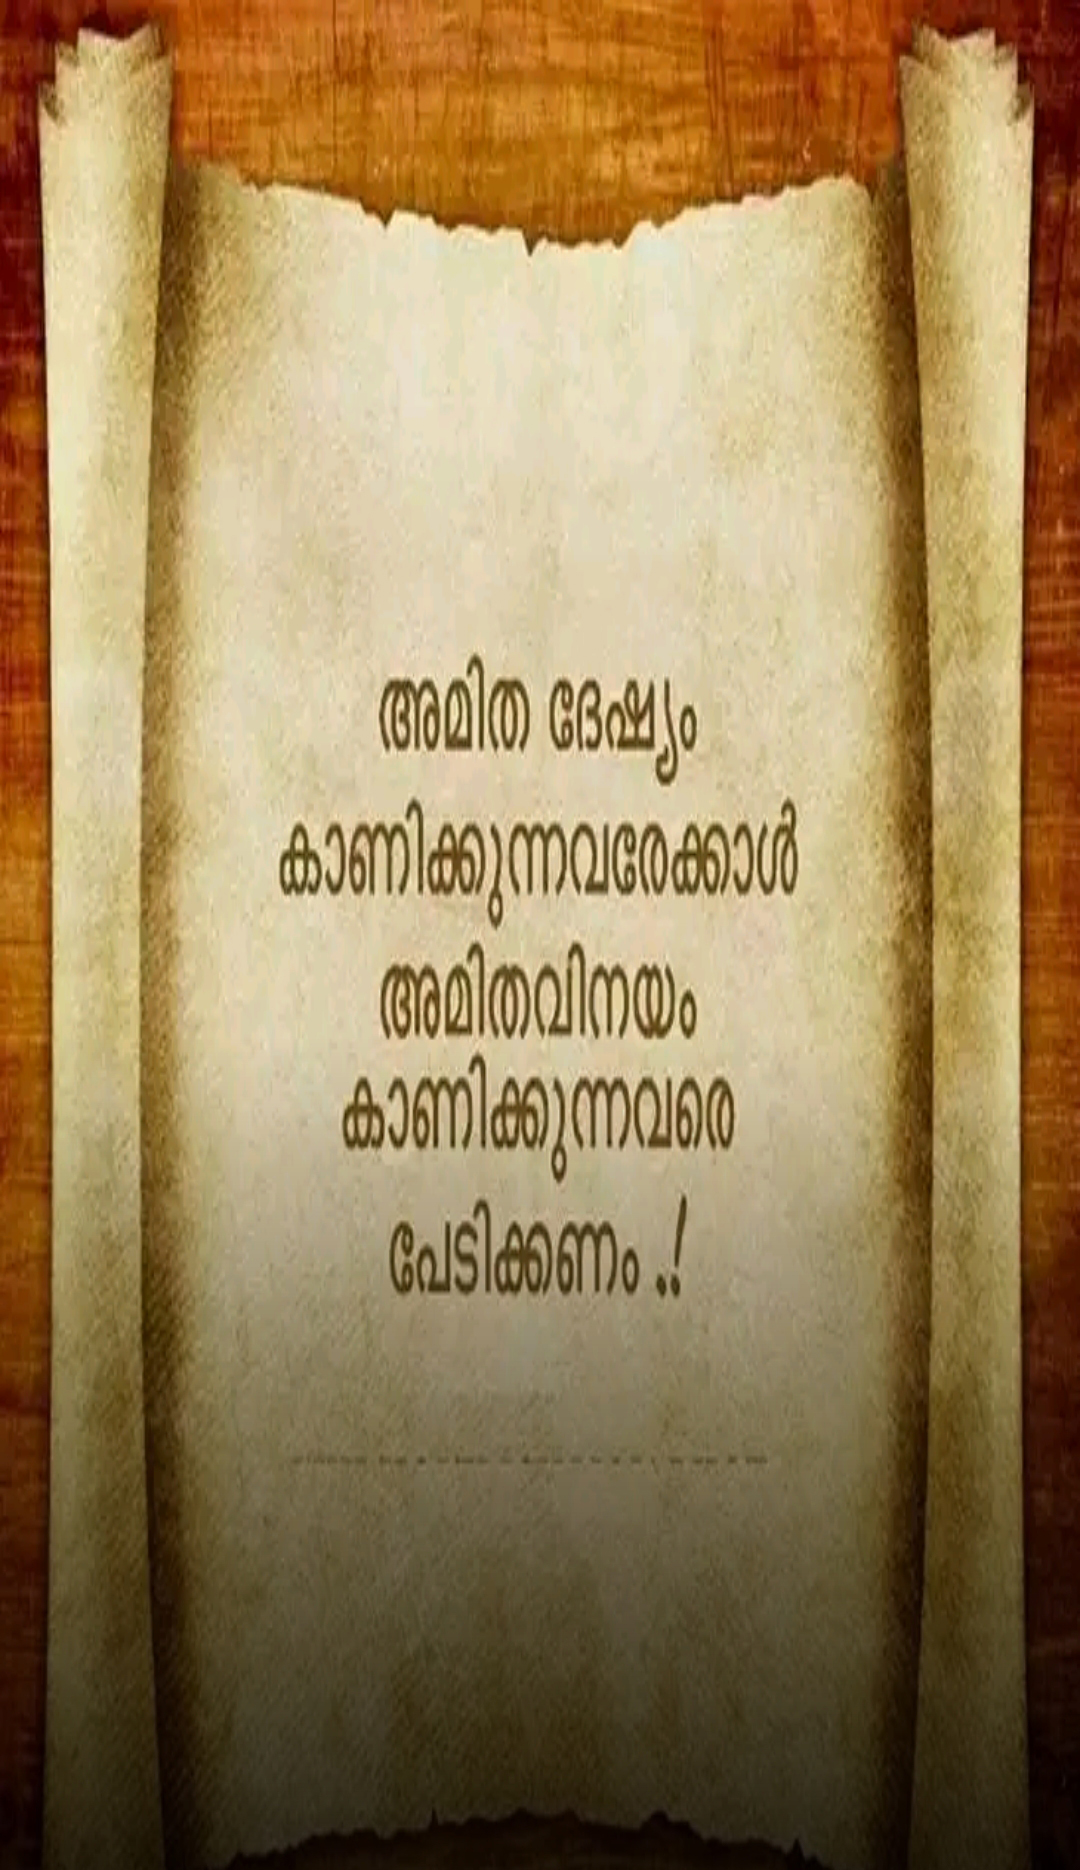 അമിത ദേഷ്യം
കാണിക്കുന്നവരേക്കാൾ
അമിതവിനയം
കാണിക്കുന്നവരെ
പേടിക്കണം ..!